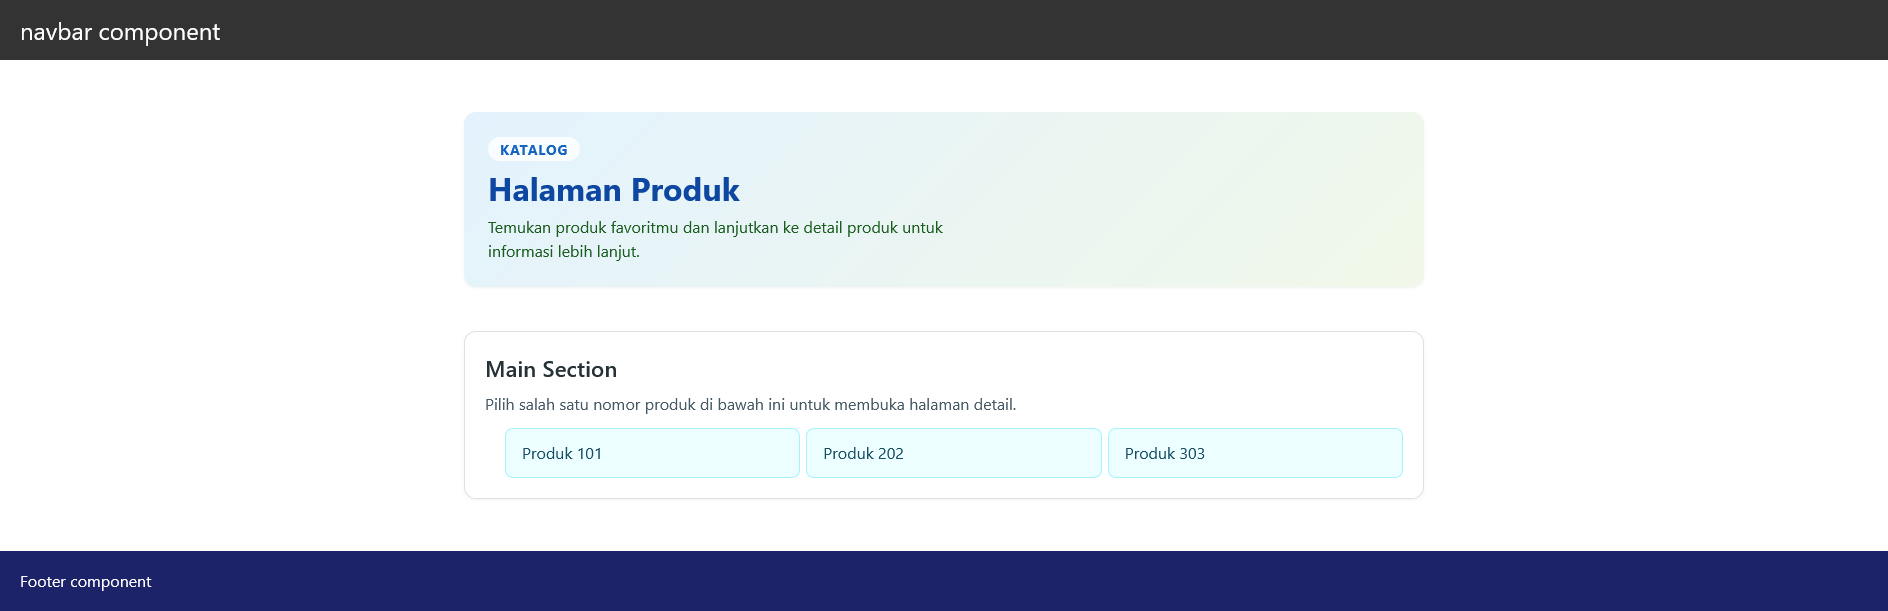 navbar component
KATALOG
Halaman Produk
Temukan produk favoritmu dan lanjutkan ke detail produk untuk
informasi lebih lanjut.
Main Section
Pilih salah satu nomor produk di bawah ini untuk membuka halaman detail.
Produk 101
Produk 202
Produk 303
Footer component